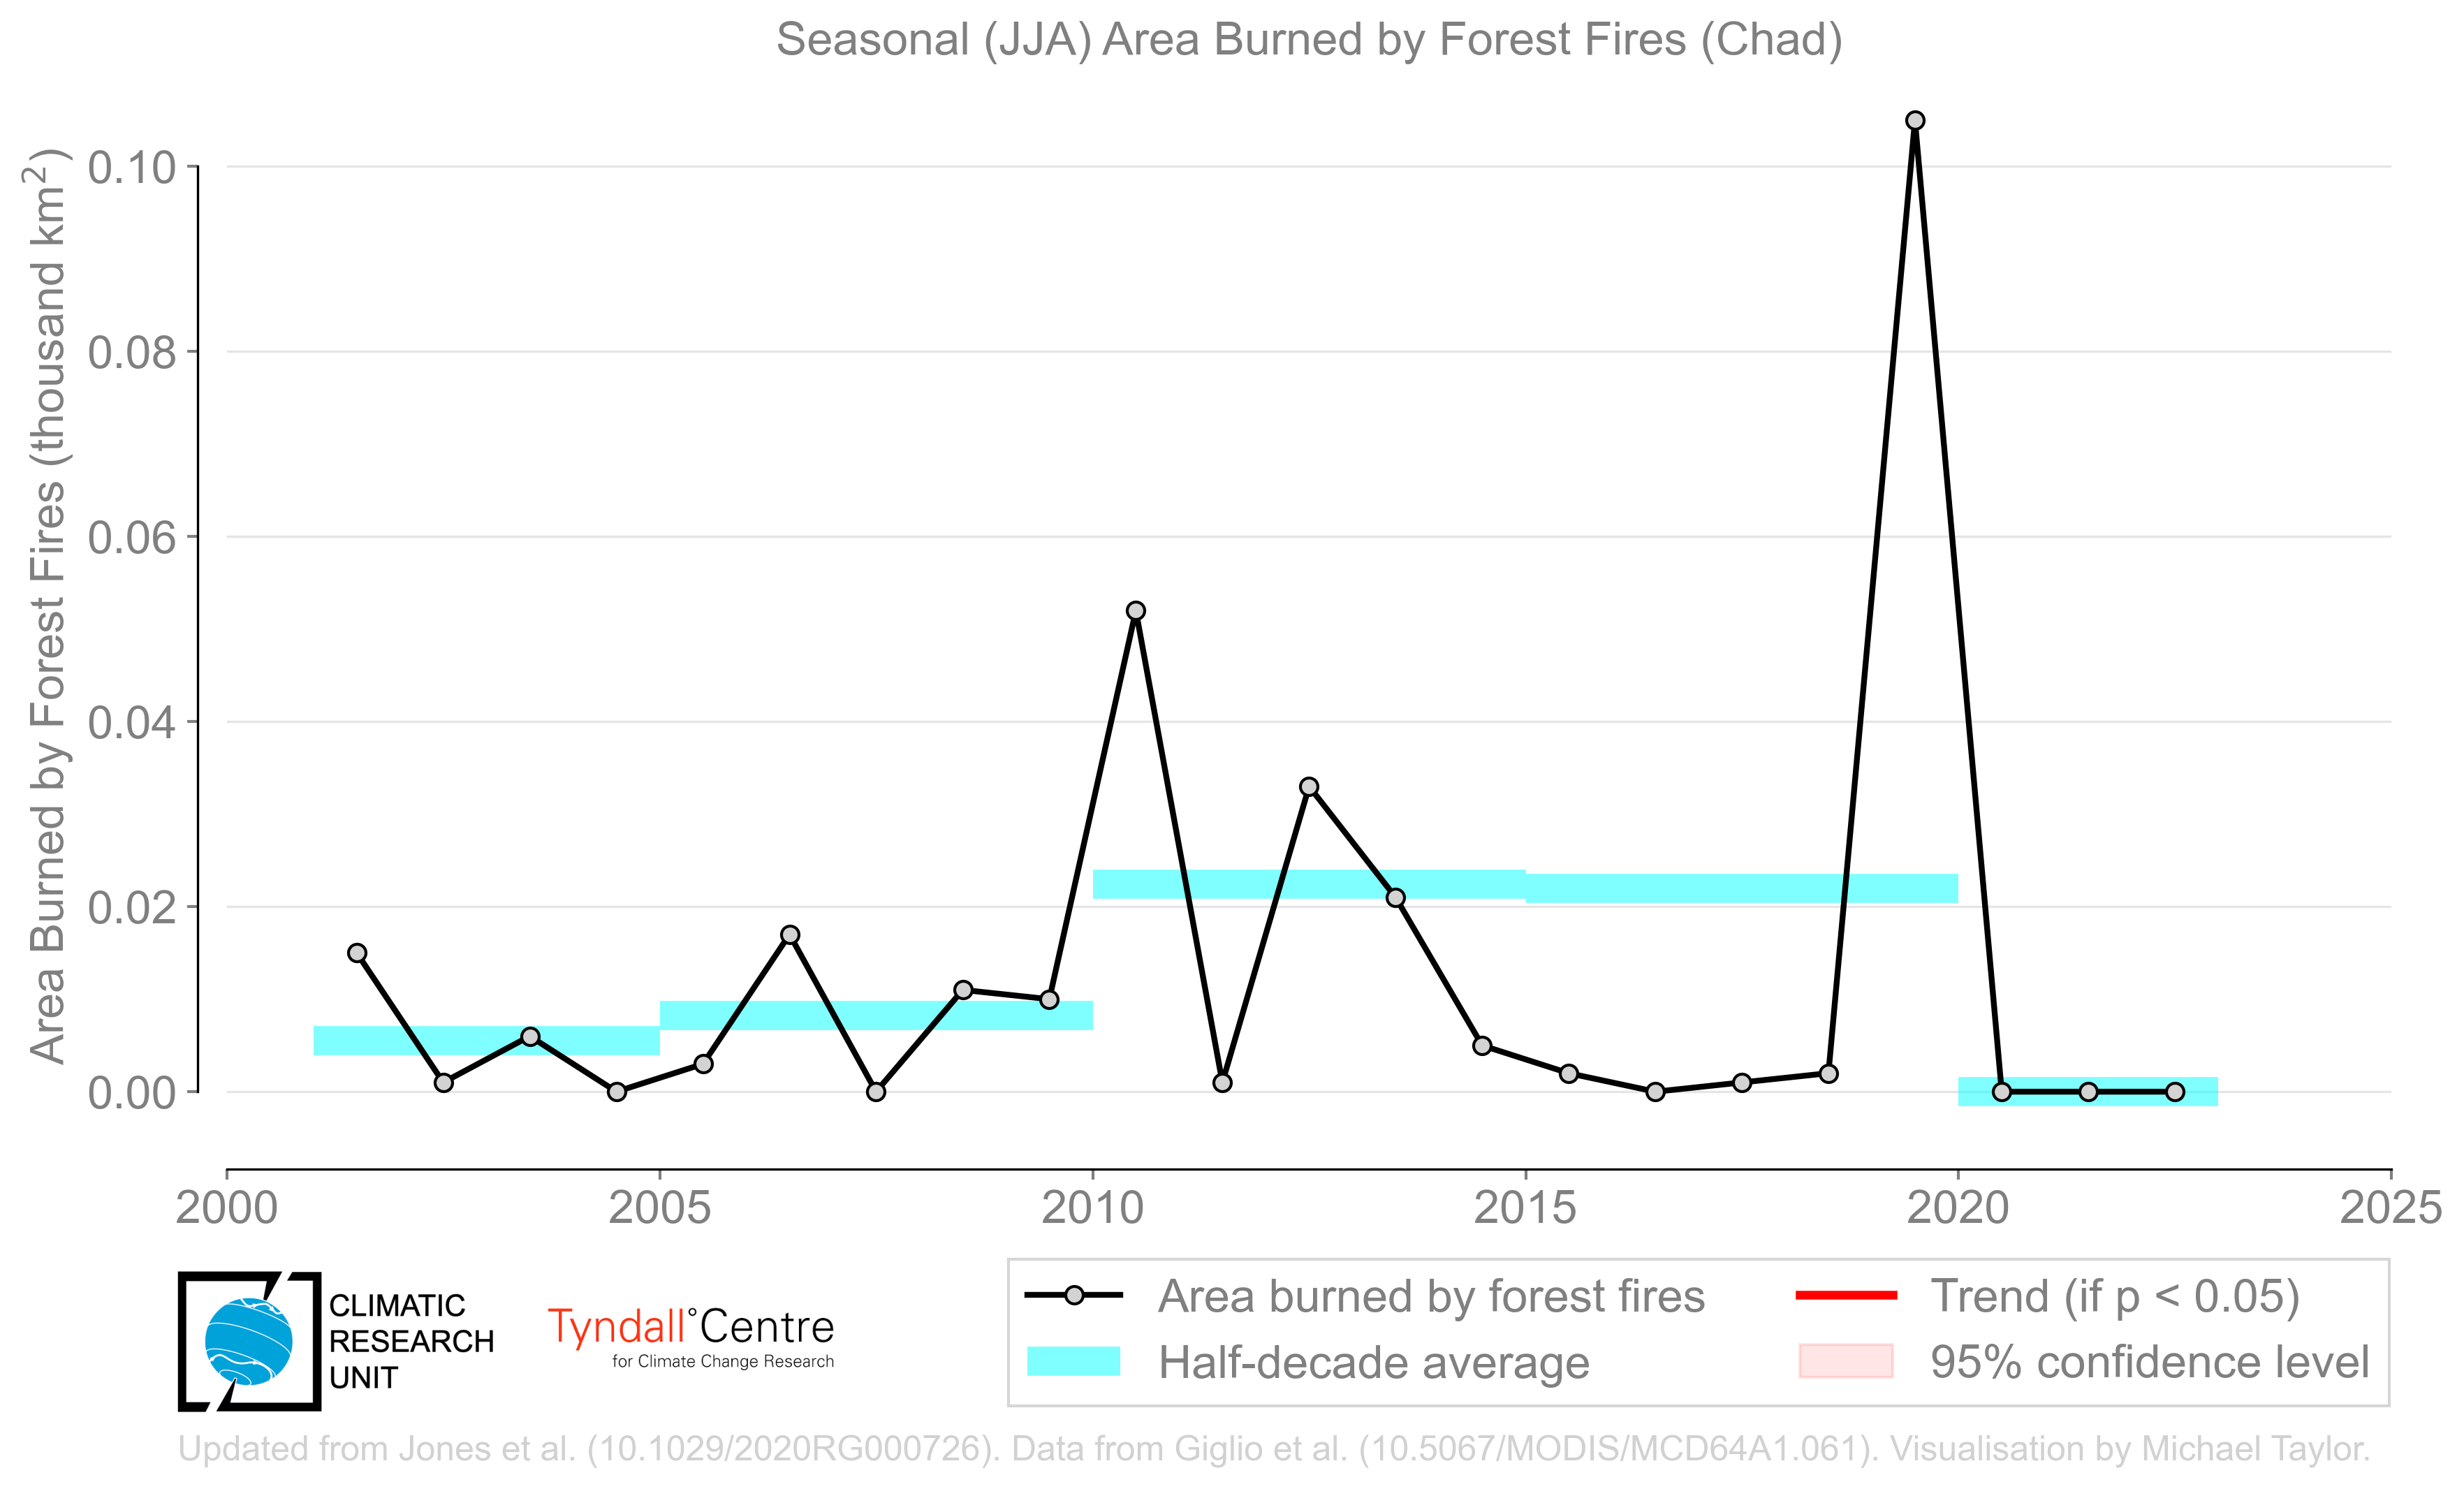 Seasonal (JJA) Area Burned by Forest Fires (Chad)
Area Burned by Forest Fires (thousand km²)
0.10
0.08
0.06
0.04
0.02
0.00
2000
2005
2010
2015
2020
2025
CLIMATIC
RESEARCH
UNIT
Tyndall°Centre
for Climate Change Research
Area burned by forest fires
Half-decade average
Trend (if p < 0.05)
95% confidence level
Updated from Jones et al. (10.1029/2020RG000726). Data from Giglio et al. (10.5067/MODIS/MCD64A1.061). Visualisation by Michael Taylor.